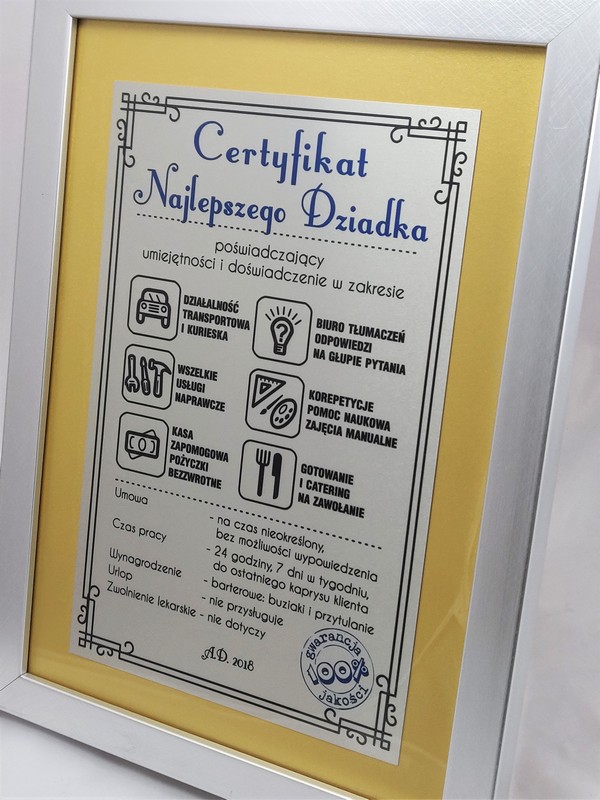 Certyfikat
Najlepszego Dziadka
poświadczający
umiejętności i doświadczenie w zakresie
DZIAŁALNOŚĆ
TRANSPORTOWA
I KURIESKA
BIURO TŁUMACZEŃ
ODPOWIEDZI
NA GŁUPIE PYTANIA
WSZELKIE
USŁUGI
NAPRAWCZE
KOREPETYCJE
POMOC NAUKOWA
ZAJĘCIA MANUALNE
KASA
ZAPOMOGOWA
POŻYCZKI
BEZZWROTNE
GOTOWANIE
I CATERING
NA ZAWOŁANIE
Umowa - na czas nieokreślony,
bez możliwości wypowiedzenia
Czas pracy - 24 godziny, 7 dni w tygodniu,
do ostatniego kaprysu klienta
Wynagrodzenie - barterowe: buziaki i przytulanie
Urlop - nie przysługuje
Zwolnienie lekarskie - nie dotyczy
A.D. 2018
gwarancja
100%
jakości